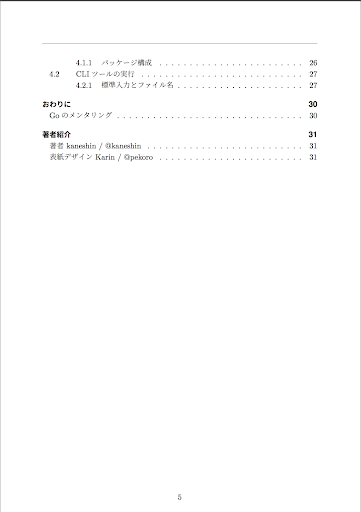 4.1.1 パッケージ構成 . . . . . . . . . . . . . . . . . . . . . . . . 26
4.2 CLI ツールの実行 . . . . . . . . . . . . . . . . . . . . . . . . . . . 27
4.2.1 標準入力とファイル名 . . . . . . . . . . . . . . . . . . . . . 27
おわりに 30
Go のメンタリング . . . . . . . . . . . . . . . . . . . . . . . . . . . . . . . 30
著者紹介 31
著者 kaneshin / @kaneshin . . . . . . . . . . . . . . . . . . . . . . . . . . 31
表紙デザイン Karin / @pekoro . . . . . . . . . . . . . . . . . . . . . . . . 31
5